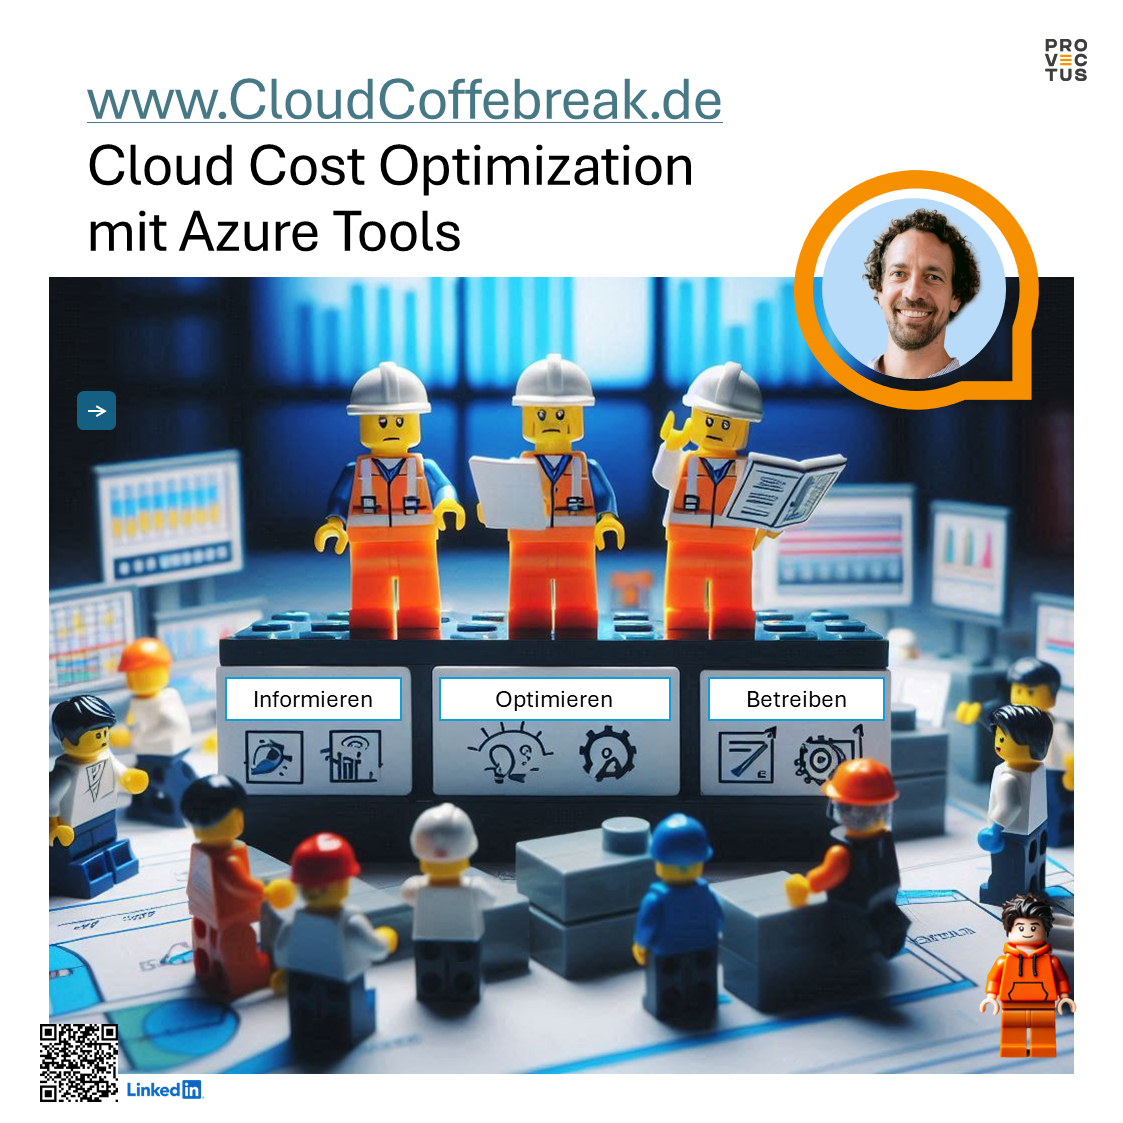 PRO
VEC
TUS
www.CloudCoffebreak.de
Cloud Cost Optimization
mit Azure Tools
Informieren
Optimieren
Betreiben
LinkedIn